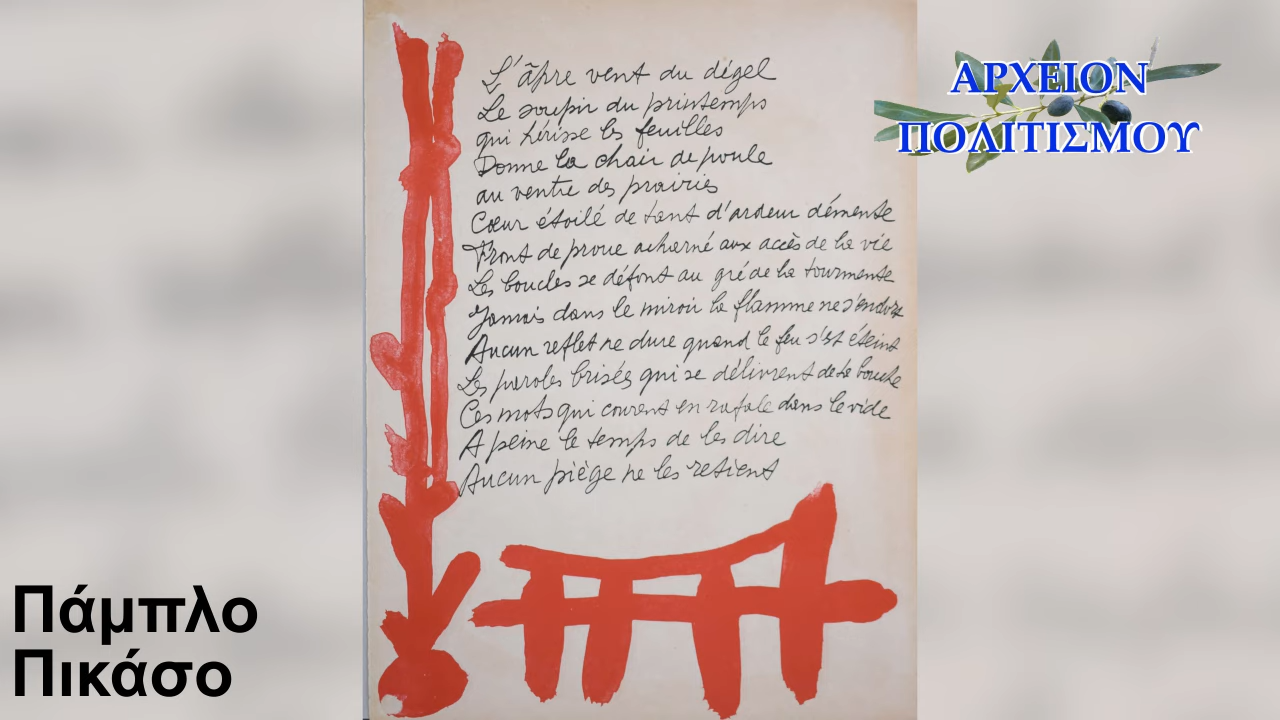 L'âpre vent du dégel
Le soupir du printemps
qui hérisse les feuilles
Donne la chair de poule
au ventre des prairies
Cœur étoilé de tant d'ardeur démente
Front de proue acharné aux accès de la vie
Les boucles se défont au gré de la tourmente
Jamais dans le miroir la flamme ne s'endort
Aucun reflet ne dure quand le feu s'est éteint
Les paroles brisées qui se délivrent de la bouche
Ces mots qui courent en rafale dans le vide
A peine le temps de les dire
Aucun piège ne les retient
ΑΡΧΕΙΟΝ
ΠΟΛΙΤΙΣΜΟΥ
Πάμπλο
Πικάσο